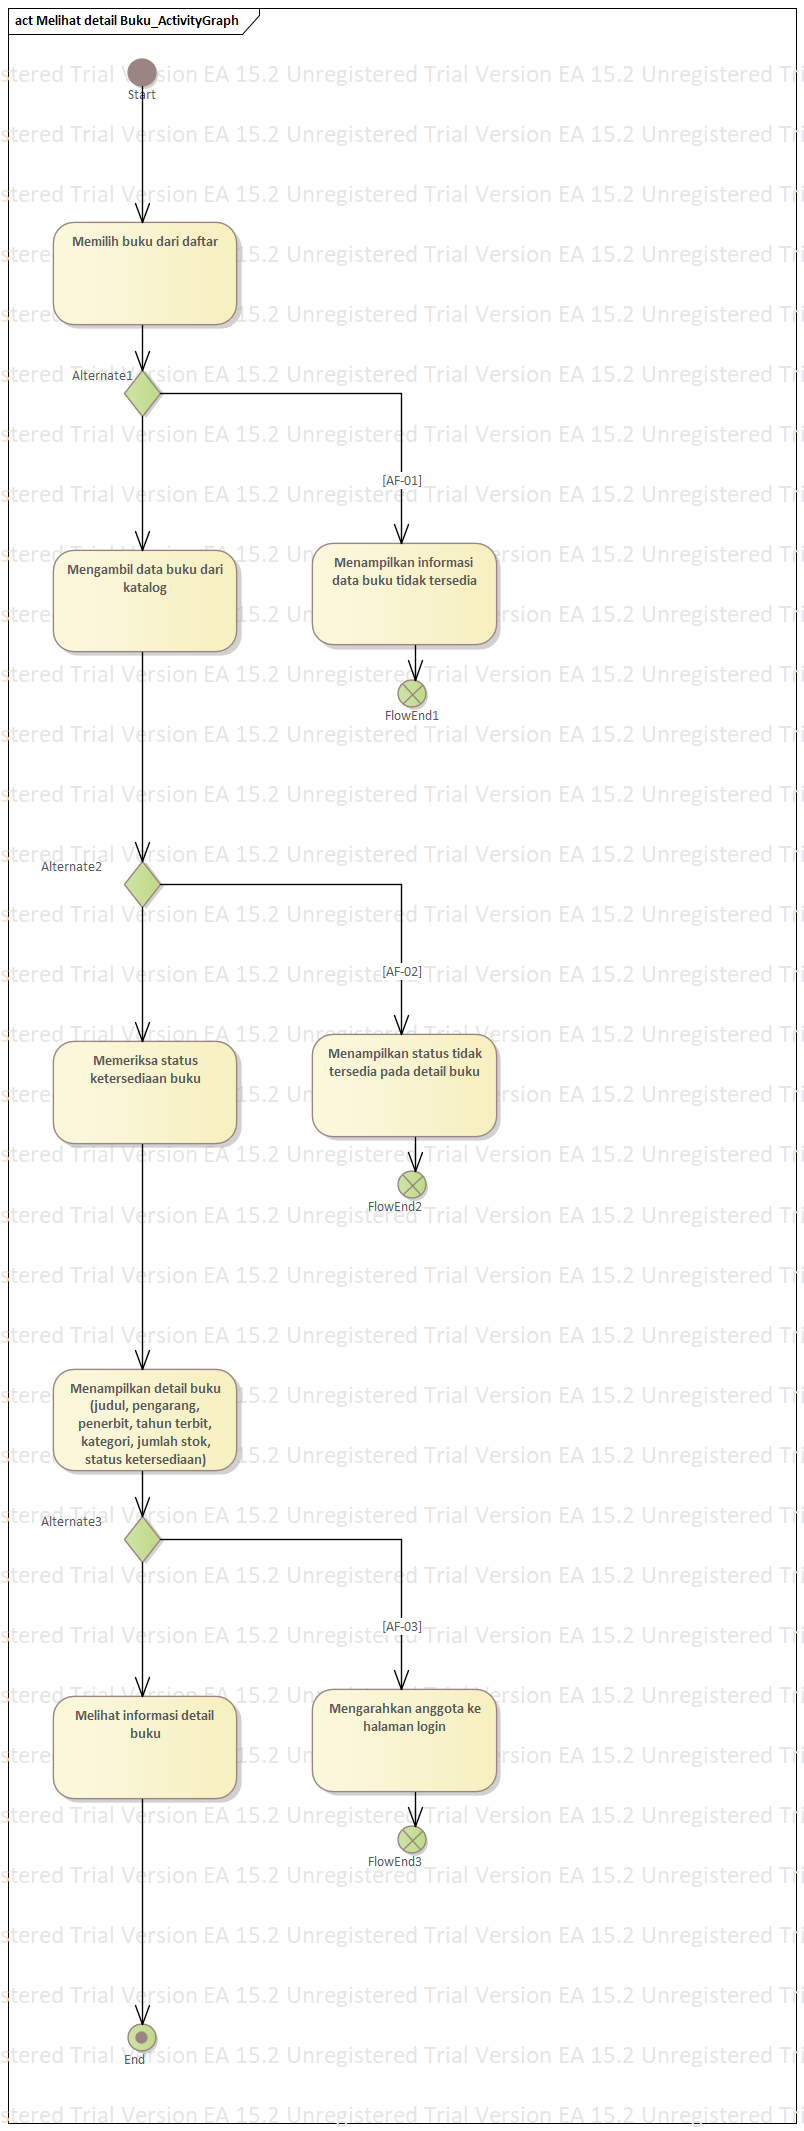 act Melihat detail Buku_ActivityGraph
Start
Memilih buku dari daftar
Alternate1
[AF-01]
Mengambil data buku dari
katalog
Menampilkan informasi
data buku tidak tersedia
FlowEnd1
Alternate2
[AF-02]
Memeriksa status
ketersediaan buku
Menampilkan status tidak
tersedia pada detail buku
FlowEnd2
Menampilkan detail buku
(judul, pengarang,
penerbit, tahun terbit,
kategori, jumlah stok,
status ketersediaan)
Alternate3
[AF-03]
Melihat informasi detail
buku
Mengarahkan anggota ke
halaman login
FlowEnd3
End